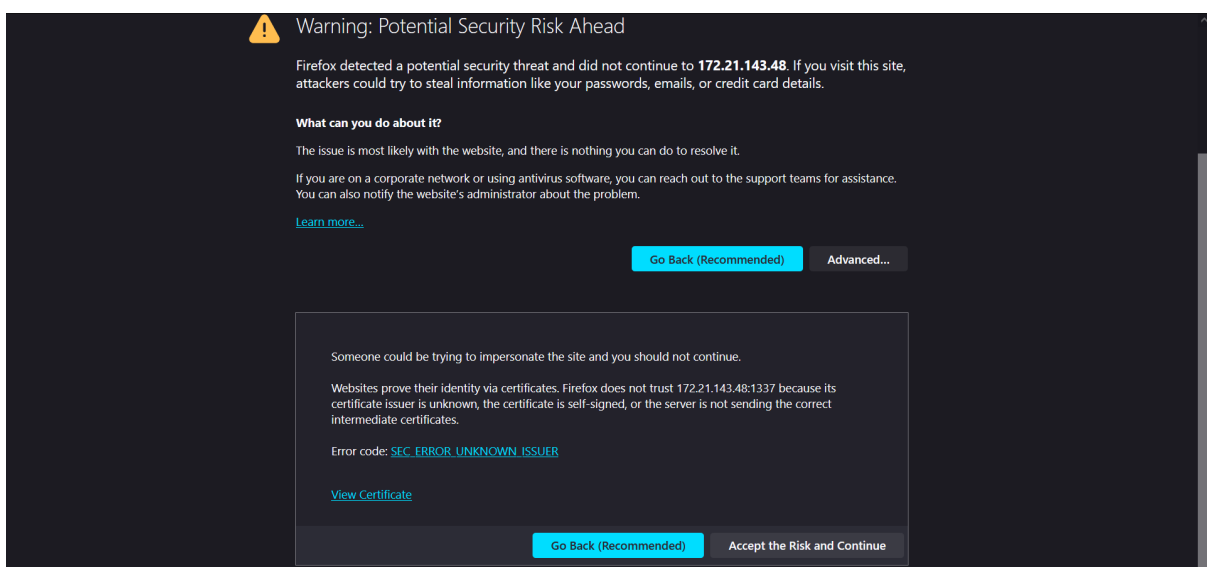 Warning: Potential Security Risk Ahead
Firefox detected a potential security threat and did not continue to 172.21.143.48. If you visit this site,
attackers could try to steal information like your passwords, emails, or credit card details.
What can you do about it?
The issue is most likely with the website, and there is nothing you can do to resolve it.
If you are on a corporate network or using antivirus software, you can reach out to the support teams for assistance.
You can also notify the website's administrator about the problem.
Learn more...
Go Back (Recommended) Advanced...
Someone could be trying to impersonate the site and you should not continue.
Websites prove their identity via certificates. Firefox does not trust 172.21.143.48:1337 because its
certificate issuer is unknown, the certificate is self-signed, or the server is not sending the correct
intermediate certificates.
Error code: SEC_ERROR_UNKNOWN_ISSUER
View Certificate
Go Back (Recommended) Accept the Risk and Continue